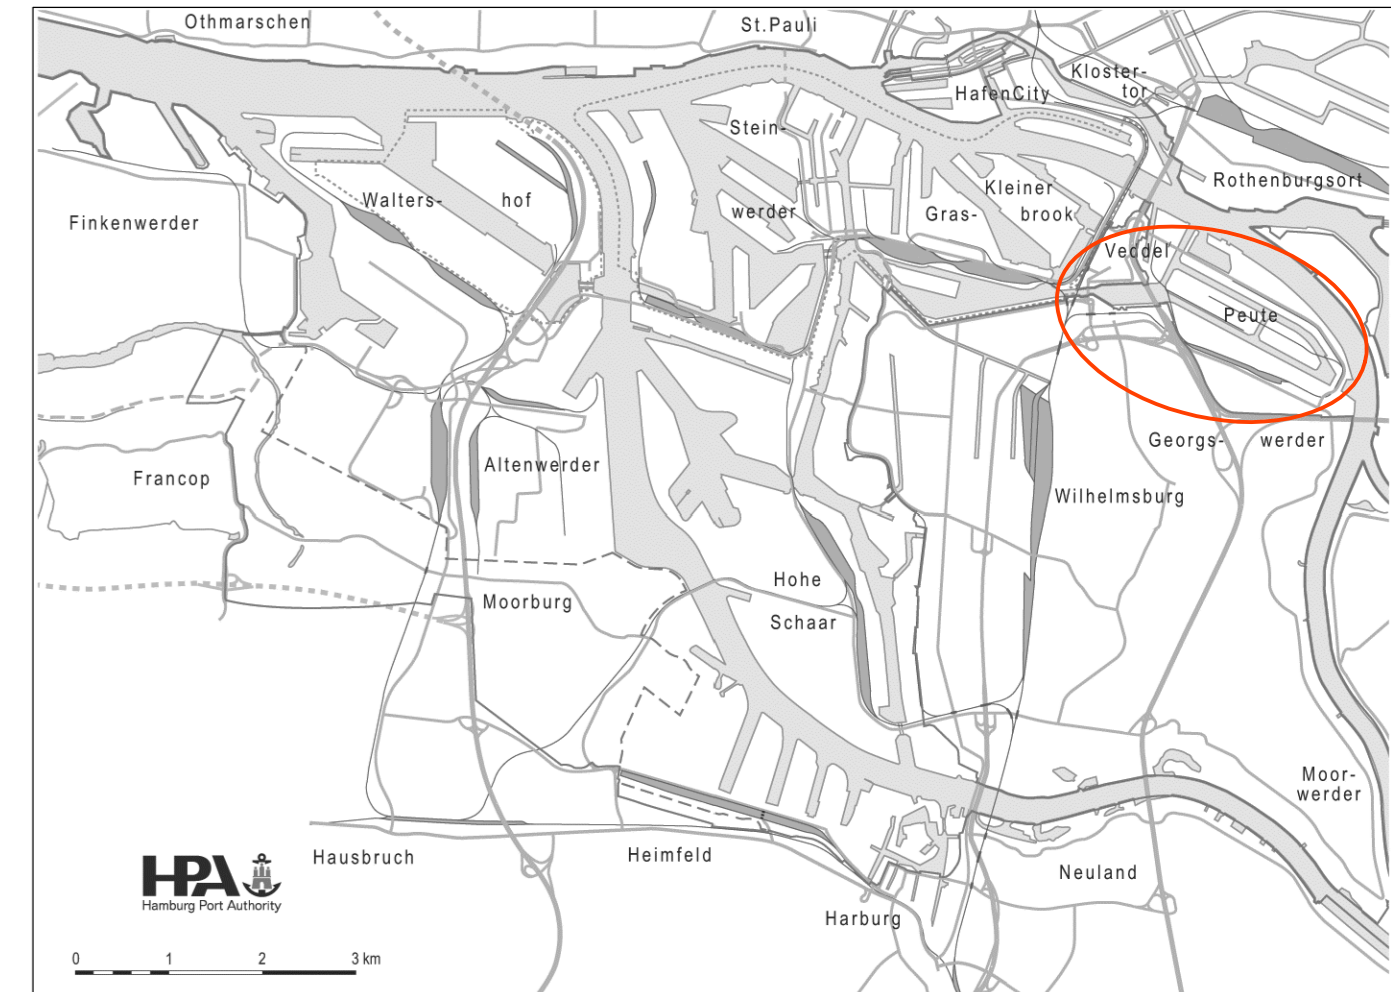 Othmarschen
St.Pauli
Kloster-
tor
HafenCity
Stein-
werder
Rothenburgsort
Kleiner
Gras-
brook
Walters-
hof
Finkenwerder
Veddel
Peute
Georgs-
werder
Altenwerder
Francop
Wilhelmsburg
Hohe
Schaar
Moorburg
Moor-
werder
Hausbruch
Heimfeld
Neuland
Harburg
HPA
Hamburg Port Authority
0 1 2 3 km